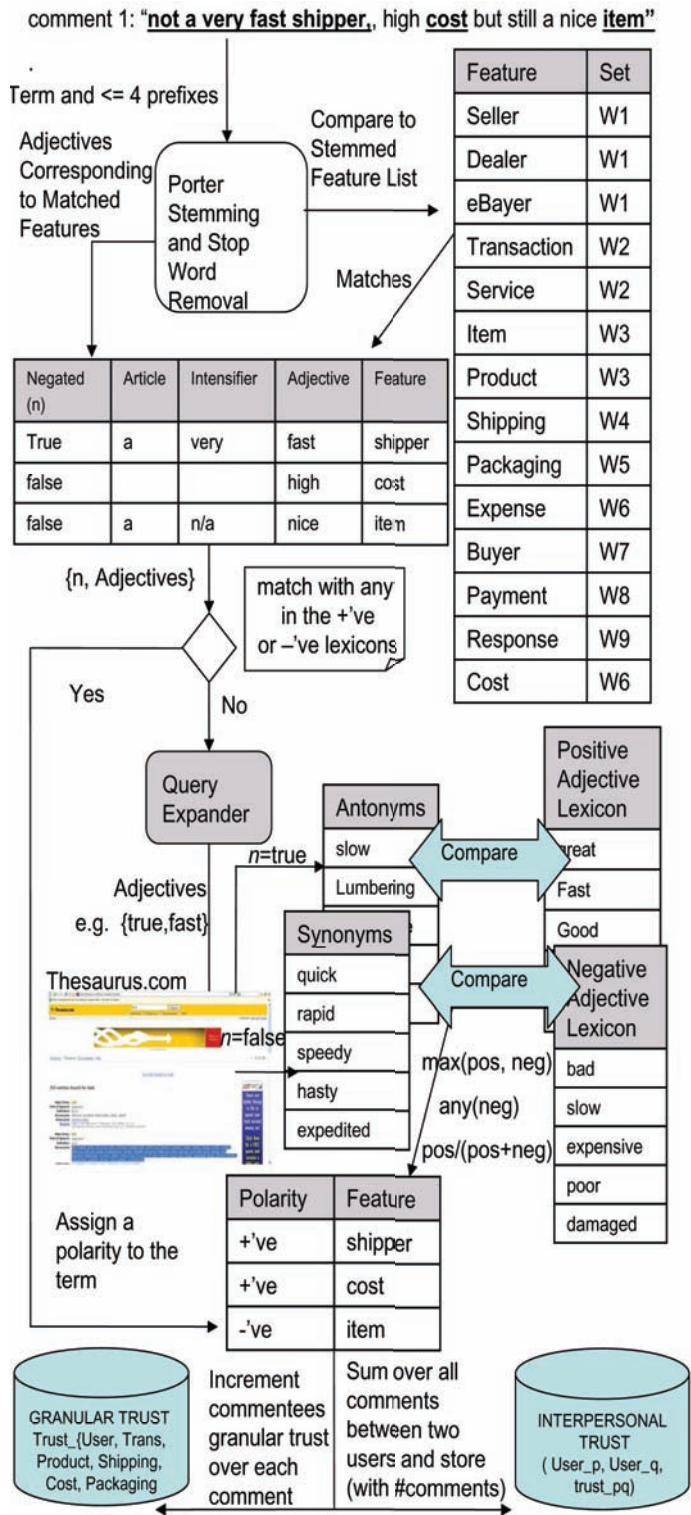 comment 1: “not a very fast shipper,, high cost but still a nice item”
.
Term and <= 4 prefixes
Adjectives
Corresponding
to Matched
Features
Porter
Stemming
and Stop
Word
Removal
Compare to
Stemmed
Feature List
Matches
Feature Set
Seller W1
Dealer W1
eBayer W1
Transaction W2
Service W2
Item W3
Product W3
Shipping W4
Packaging W5
Expense W6
Buyer W7
Payment W8
Response W9
Cost W6
Negated (n) Article Intensifier Adjective Feature
True a very fast shipper
false high cost
false a n/a nice item
{n, Adjectives}
match with any
in the +’ve
or –’ve lexicons
Yes
No
Query
Expander
Adjectives
e.g. {true,fast}
n=true
Antonyms
slow
Lumbering
Compare
Positive
Adjective
Lexicon
great
Fast
Good
Thesaurus.com
n=false
Synonyms
quick
rapid
speedy
hasty
expedited
Compare
Negative
Adjective
Lexicon
bad
slow
expensive
poor
damaged
max(pos, neg)
any(neg)
pos/(pos+neg)
Assign a
polarity to the
term
Polarity Feature
+’ve shipper
+’ve cost
-’ve item
GRANULAR TRUST
Trust_{User, Trans,
Product, Shipping,
Cost, Packaging
Increment
commentees
granular trust
over each
comment
Sum over all
comments
between two
users and store
(with #comments)
INTERPERSONAL
TRUST
( User_p, User_q,
trust_pq)